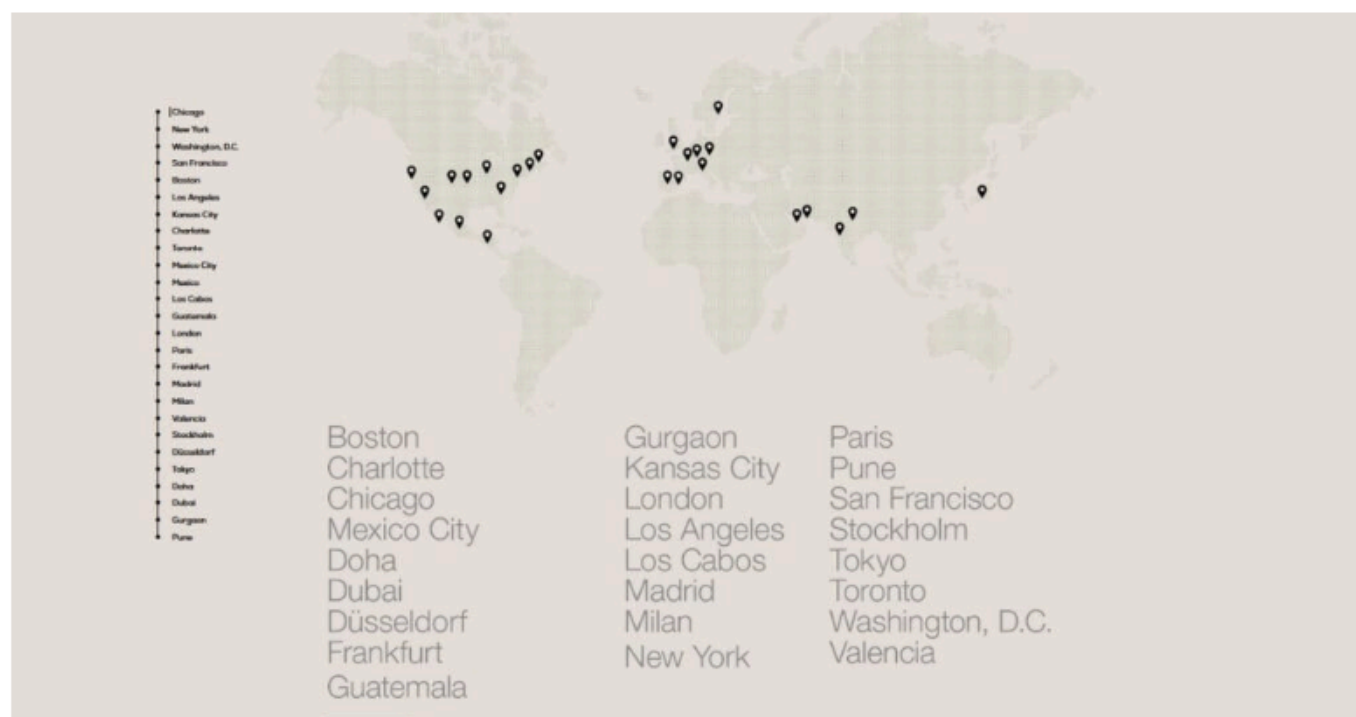 Chicago
New York
Washington, D.C.
San Francisco
Boston
Los Angeles
Kansas City
Charlotte
Toronto
Mexico City
Mexico
Los Cabos
Guatemala
London
Paris
Frankfurt
Madrid
Milan
Valencia
Stockholm
Düsseldorf
Tokyo
Doha
Dubai
Gurgaon
Pune
Boston
Charlotte
Chicago
Mexico City
Doha
Dubai
Düsseldorf
Frankfurt
Guatemala
Gurgaon
Kansas City
London
Los Angeles
Los Cabos
Madrid
Milan
New York
Paris
Pune
San Francisco
Stockholm
Tokyo
Toronto
Washington, D.C.
Valencia